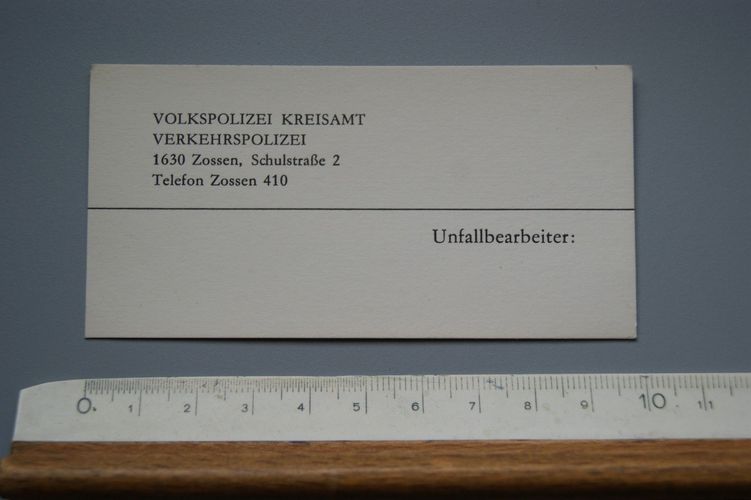 VOLKSPOLIZEI KREISAMT
VERKEHRSPOLIZEI
1630 Zossen, Schulstraße 2
Telefon Zossen 410
Unfallbearbeiter:
0. 1 2 3 4 5 6 7 8 9 10 11